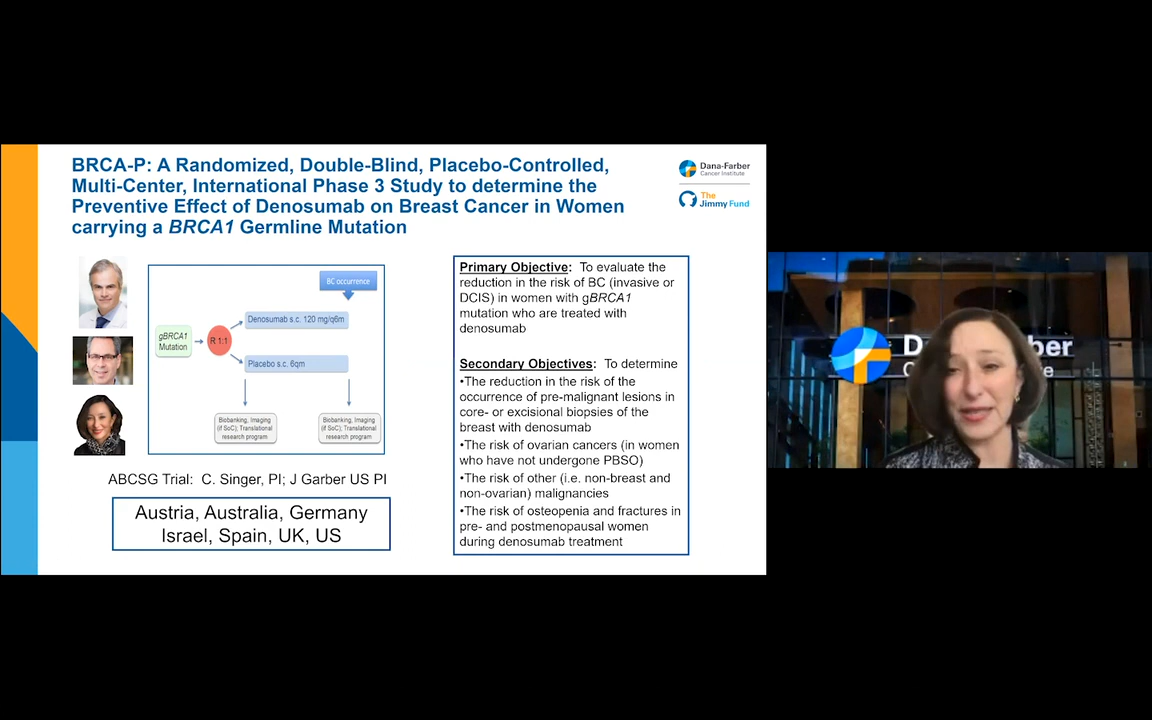 BRCA-P: A Randomized, Double-Blind, Placebo-Controlled,
Multi-Center, International Phase 3 Study to determine the
Preventive Effect of Denosumab on Breast Cancer in Women
carrying a BRCA1 Germline Mutation
Dana-Farber
Cancer Institute
The
Jimmy Fund
BC occurrence
gBRCA1
Mutation
R 1:1
Denosumab s.c. 120 mg/q6m
Placebo s.c. 6qm
Biobanking, Imaging
(if SoC); Translational
research program
Biobanking, Imaging
(if SoC); Translational
research program
ABCSG Trial: C. Singer, PI; J Garber US PI
Austria, Australia, Germany
Israel, Spain, UK, US
Primary Objective: To evaluate the
reduction in the risk of BC (invasive or
DCIS) in women with gBRCA1
mutation who are treated with
denosumab
Secondary Objectives: To determine
•The reduction in the risk of the
occurrence of pre-malignant lesions in
core- or excisional biopsies of the
breast with denosumab
•The risk of ovarian cancers (in women
who have not undergone PBSO)
•The risk of other (i.e. non-breast and
non-ovarian) malignancies
•The risk of osteopenia and fractures in
pre- and postmenopausal women
during denosumab treatment